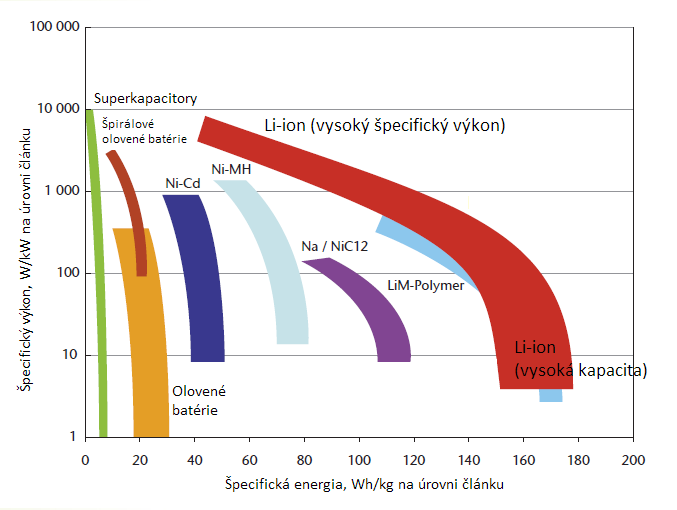 100 000
10 000
1 000
100
10
1
Špecifický výkon, W/kW na úrovni článku
Superkapacitory
Špirálové
olovené batérie
Li-ion (vysoký špecifický výkon)
Ni-MH
Ni-Cd
Na / NiC12
LiM-Polymer
Li-ion
(vysoká kapacita)
Olovené
batérie
0 20 40 60 80 100 120 140 160 180 200
Špecifická energia, Wh/kg na úrovni článku